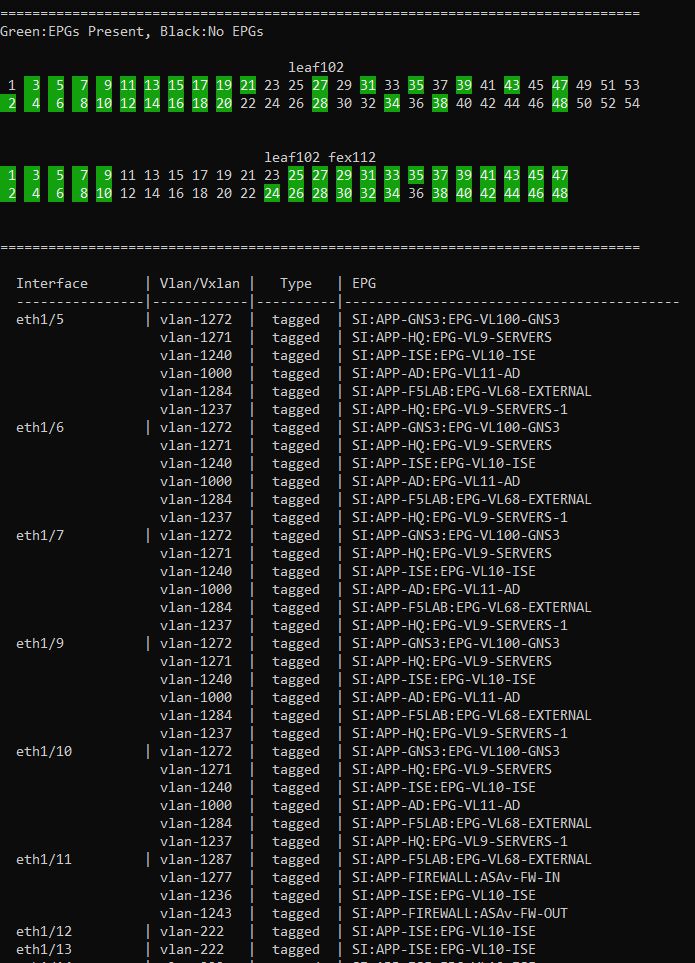 ================================================================================
Green:EPGs Present, Black:No EPGs
leaf102
1 3 5 7 9 11 13 15 17 19 21 23 25 27 29 31 33 35 37 39 41 43 45 47 49 51 53
2 4 6 8 10 12 14 16 18 20 22 24 26 28 30 32 34 36 38 40 42 44 46 48 50 52 54
leaf102 fex112
1 3 5 7 9 11 13 15 17 19 21 23 25 27 29 31 33 35 37 39 41 43 45 47
2 4 6 8 10 12 14 16 18 20 22 24 26 28 30 32 34 36 38 40 42 44 46 48
================================================================================
Interface | Vlan/Vxlan | Type | EPG
----------------|------------|----------|------------------------------------------
eth1/5 | vlan-1272 | tagged | SI:APP-GNS3:EPG-VL100-GNS3
vlan-1271 | tagged | SI:APP-HQ:EPG-VL9-SERVERS
vlan-1240 | tagged | SI:APP-ISE:EPG-VL10-ISE
vlan-1000 | tagged | SI:APP-AD:EPG-VL11-AD
vlan-1284 | tagged | SI:APP-F5LAB:EPG-VL68-EXTERNAL
vlan-1237 | tagged | SI:APP-HQ:EPG-VL9-SERVERS-1
eth1/6 | vlan-1272 | tagged | SI:APP-GNS3:EPG-VL100-GNS3
vlan-1271 | tagged | SI:APP-HQ:EPG-VL9-SERVERS
vlan-1240 | tagged | SI:APP-ISE:EPG-VL10-ISE
vlan-1000 | tagged | SI:APP-AD:EPG-VL11-AD
vlan-1284 | tagged | SI:APP-F5LAB:EPG-VL68-EXTERNAL
vlan-1237 | tagged | SI:APP-HQ:EPG-VL9-SERVERS-1
eth1/7 | vlan-1272 | tagged | SI:APP-GNS3:EPG-VL100-GNS3
vlan-1271 | tagged | SI:APP-HQ:EPG-VL9-SERVERS
vlan-1240 | tagged | SI:APP-ISE:EPG-VL10-ISE
vlan-1000 | tagged | SI:APP-AD:EPG-VL11-AD
vlan-1284 | tagged | SI:APP-F5LAB:EPG-VL68-EXTERNAL
vlan-1237 | tagged | SI:APP-HQ:EPG-VL9-SERVERS-1
eth1/9 | vlan-1272 | tagged | SI:APP-GNS3:EPG-VL100-GNS3
vlan-1271 | tagged | SI:APP-HQ:EPG-VL9-SERVERS
vlan-1240 | tagged | SI:APP-ISE:EPG-VL10-ISE
vlan-1000 | tagged | SI:APP-AD:EPG-VL11-AD
vlan-1284 | tagged | SI:APP-F5LAB:EPG-VL68-EXTERNAL
vlan-1237 | tagged | SI:APP-HQ:EPG-VL9-SERVERS-1
eth1/10 | vlan-1272 | tagged | SI:APP-GNS3:EPG-VL100-GNS3
vlan-1271 | tagged | SI:APP-HQ:EPG-VL9-SERVERS
vlan-1240 | tagged | SI:APP-ISE:EPG-VL10-ISE
vlan-1000 | tagged | SI:APP-AD:EPG-VL11-AD
vlan-1284 | tagged | SI:APP-F5LAB:EPG-VL68-EXTERNAL
vlan-1237 | tagged | SI:APP-HQ:EPG-VL9-SERVERS-1
eth1/11 | vlan-1287 | tagged | SI:APP-F5LAB:EPG-VL68-EXTERNAL
vlan-1277 | tagged | SI:APP-FIREWALL:ASAv-FW-IN
vlan-1236 | tagged | SI:APP-ISE:EPG-VL10-ISE
vlan-1243 | tagged | SI:APP-FIREWALL:ASAv-FW-OUT
eth1/12 | vlan-222 | tagged | SI:APP-ISE:EPG-VL10-ISE
eth1/13 | vlan-222 | tagged | SI:APP-ISE:EPG-VL10-ISE